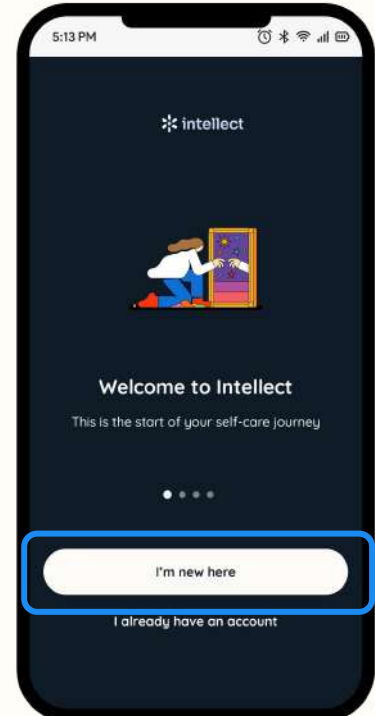 5:13 PM
intellect
Welcome to Intellect
This is the start of your self-care journey
I'm new here
I already have an account